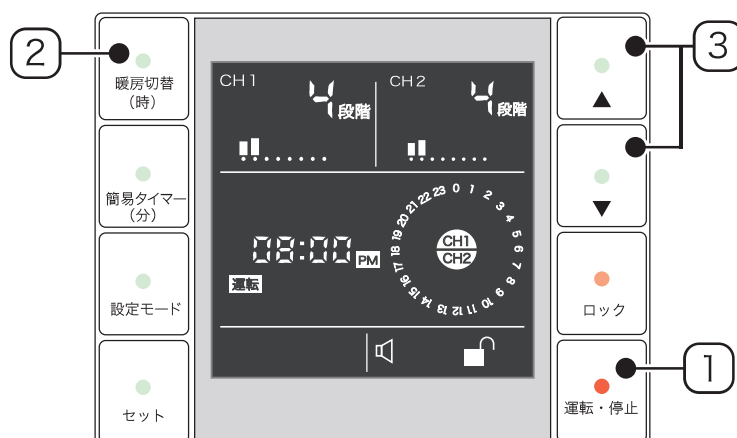 2
暖房切替
(時)
簡易タイマー
(分)
設定モード
セット
CH1
4段階
CH2
4段階
08:00 PM
運転
0 1 2 3 4 5 6 7 8 9 10 11 12 13 14 15 16 17 18 19 20 21 22 23
CH1
CH2
3
▲
▼
ロック
運転・停止
1